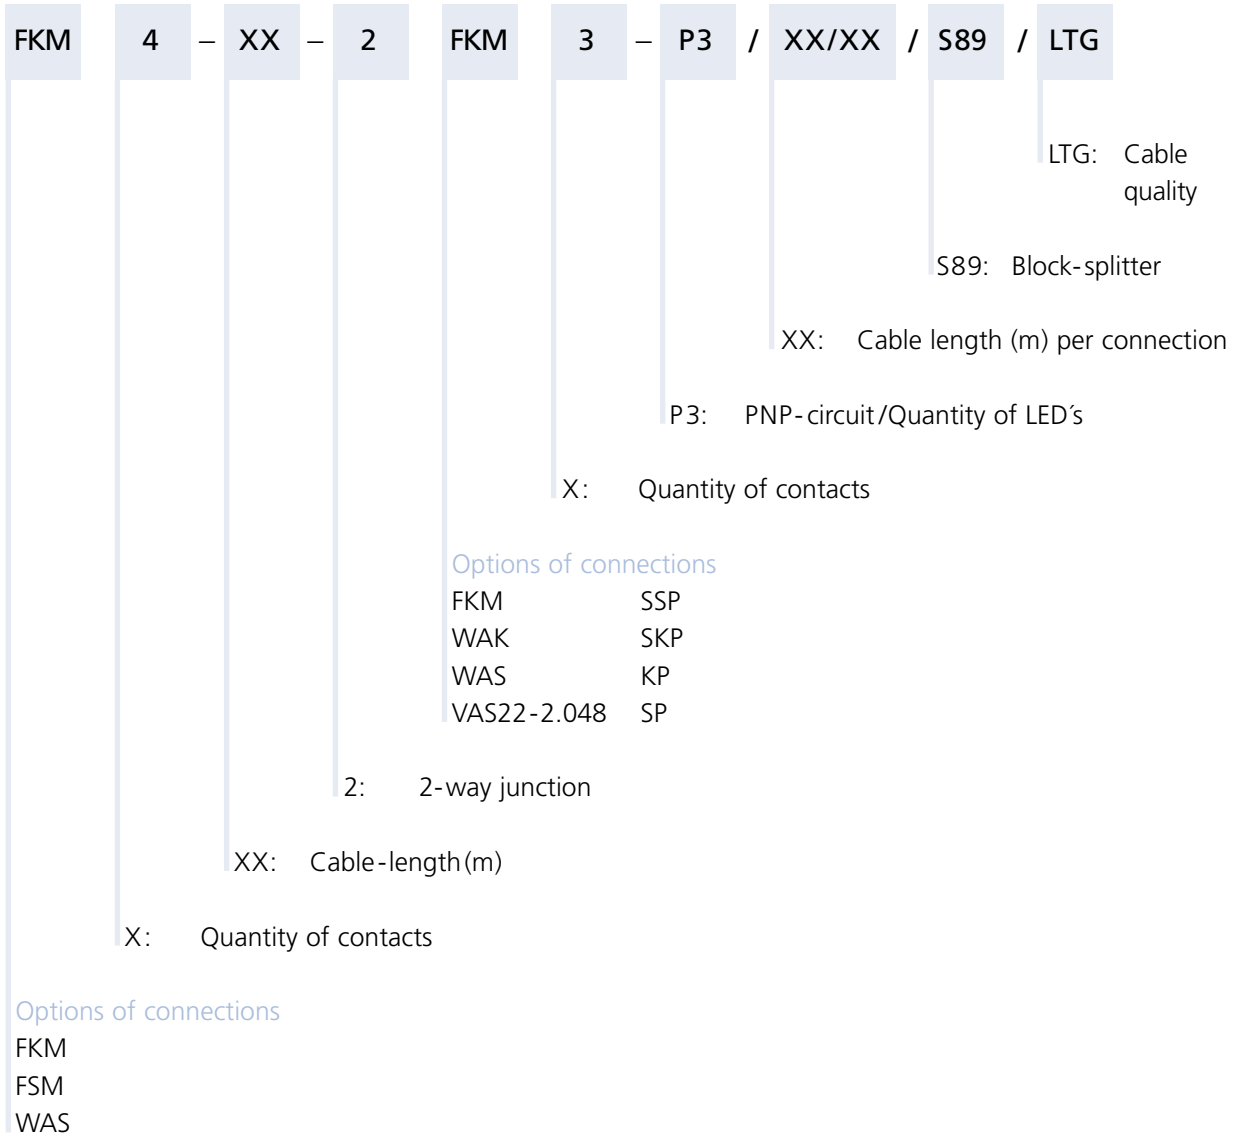 FKM 4 – XX – 2 FKM 3 – P3 / XX/XX / S89 / LTG
LTG: Cable
quality
S89: Block-splitter
XX: Cable length (m) per connection
P3: PNP-circuit/Quantity of LED´s
X: Quantity of contacts
Options of connections
FKM SSP
WAK SKP
WAS KP
VAS22-2.048 SP
2: 2-way junction
XX: Cable-length(m)
X: Quantity of contacts
Options of connections
FKM
FSM
WAS